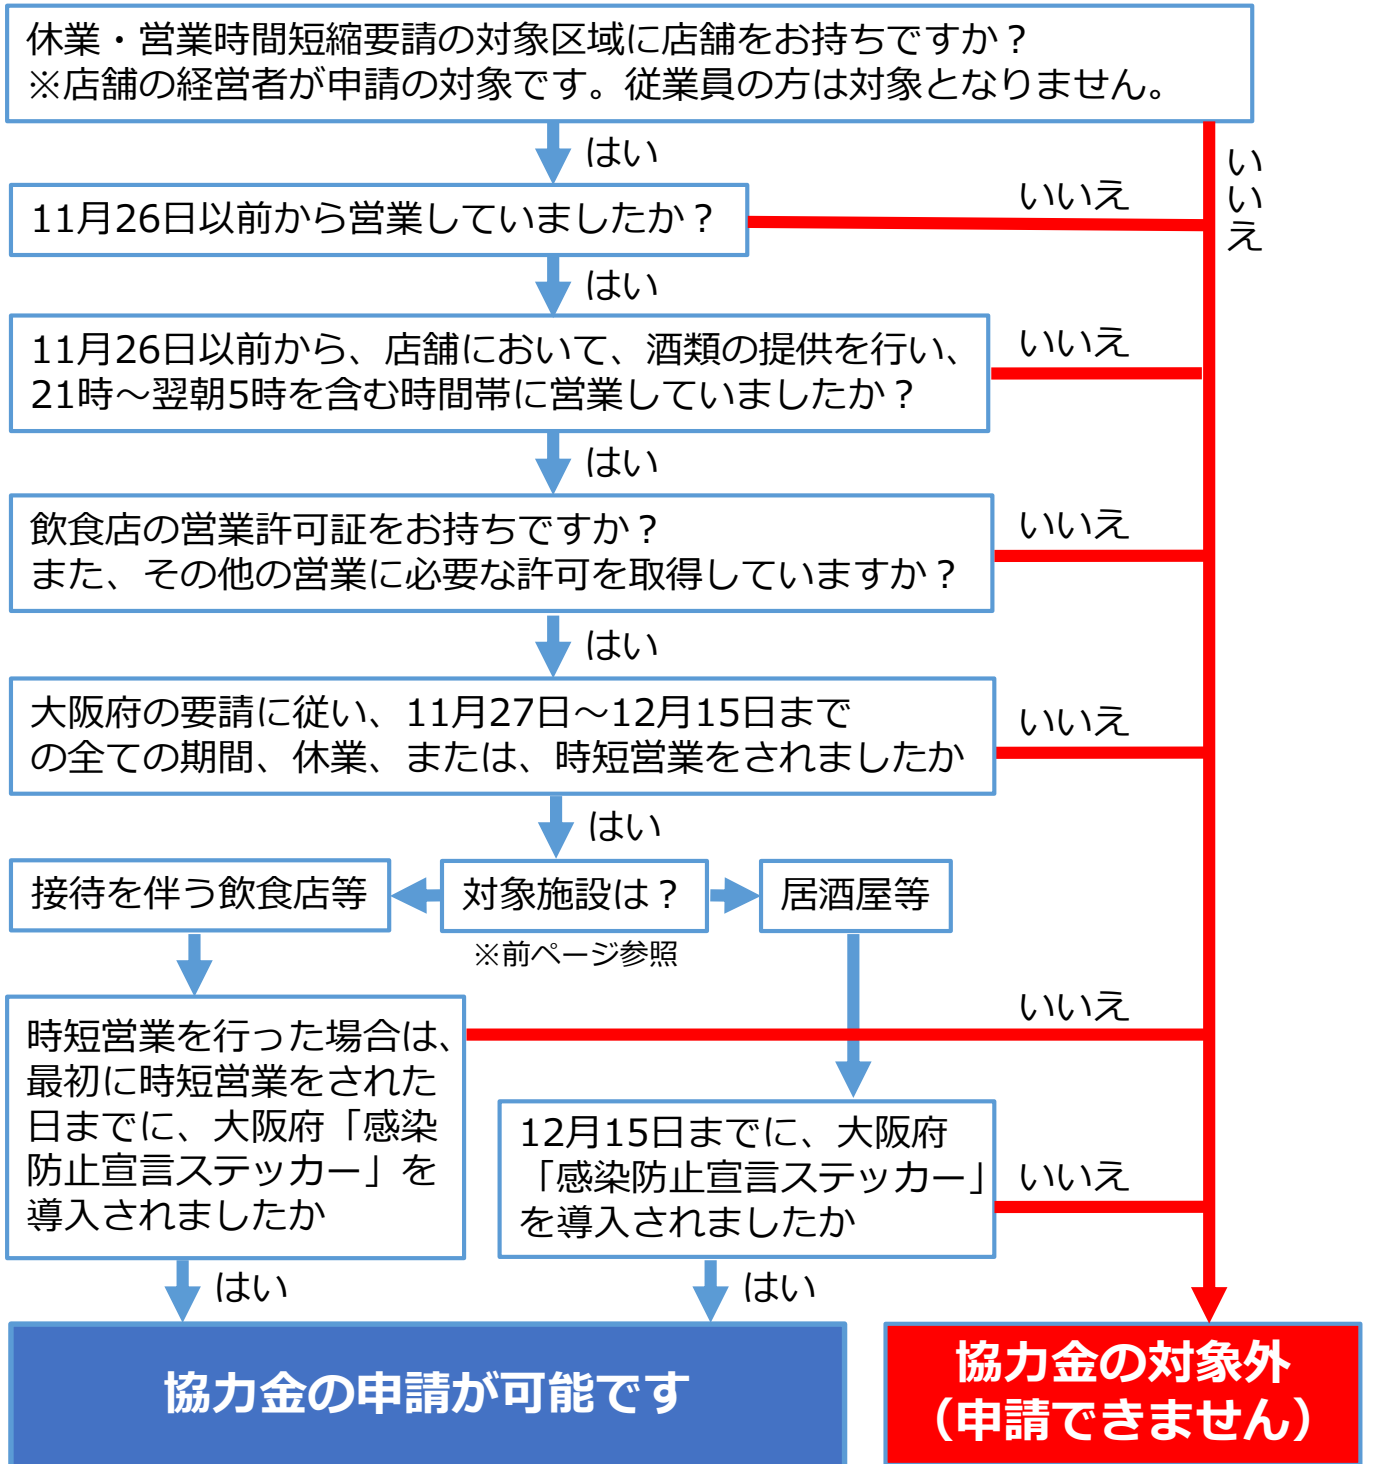 休業・営業時間短縮要請の対象区域に店舗をお持ちですか？
※店舗の経営者が申請の対象です。従業員の方は対象となりません。
はい
いいえ
11月26日以前から営業していましたか？
いいえ
はい
11月26日以前から、店舗において、酒類の提供を行い、
21時～翌朝5時を含む時間帯に営業していましたか？
いいえ
はい
飲食店の営業許可証をお持ちですか？
また、その他の営業に必要な許可を取得していますか？
いいえ
はい
大阪府の要請に従い、11月27日～12月15日まで
の全ての期間、休業、または、時短営業をされましたか
いいえ
はい
接待を伴う飲食店等
対象施設は？
居酒屋等
※前ページ参照
時短営業を行った場合は、
最初に時短営業をされた
日までに、大阪府「感染
防止宣言ステッカー」を
導入されましたか
いいえ
12月15日までに、大阪府
「感染防止宣言ステッカー」
を導入されましたか
いいえ
はい
はい
協力金の申請が可能です
協力金の対象外
（申請できません）